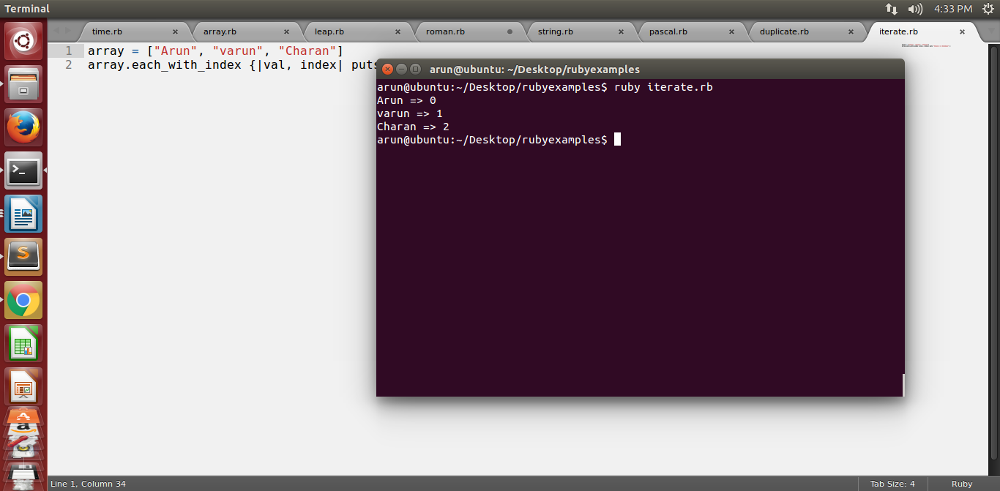 Terminal
4:33 PM
time.rb
array.rb
leap.rb
roman.rb
string.rb
pascal.rb
duplicate.rb
iterate.rb
1 array = ["Arun", "varun", "Charan"]
2 array.each_with_index {|val, index| puts
arun@ubuntu: ~/Desktop/rubyexamples
arun@ubuntu:~/Desktop/rubyexamples$ ruby iterate.rb
Arun => 0
varun => 1
Charan => 2
arun@ubuntu:~/Desktop/rubyexamples$
Line 1, Column 34
Tab Size: 4
Ruby